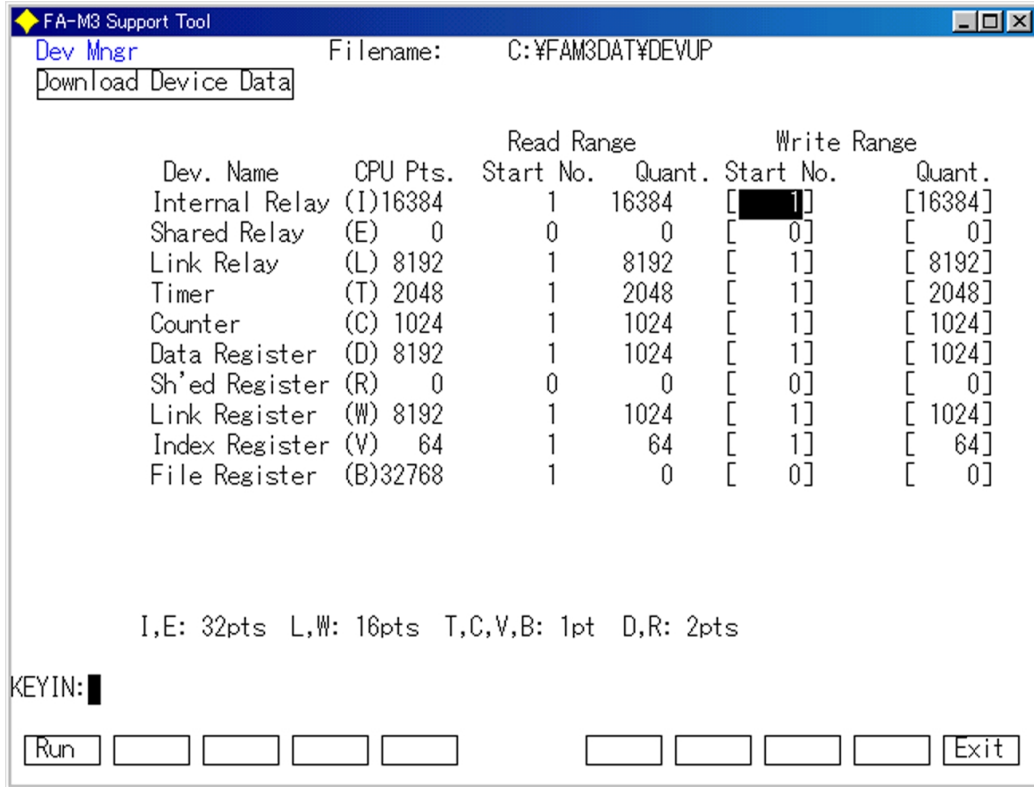 FA-M3 Support Tool
Dev Mngr Filename: C:¥FAM3DAT¥DEVUP
Download Device Data
Read Range Write Range
Dev. Name CPU Pts. Start No. Quant. Start No. Quant.
Internal Relay (I)16384 1 16384 [ 1] [16384]
Shared Relay (E) 0 0 0 [ 0] [ 0]
Link Relay (L) 8192 1 8192 [ 1] [ 8192]
Timer (T) 2048 1 2048 [ 1] [ 2048]
Counter (C) 1024 1 1024 [ 1] [ 1024]
Data Register (D) 8192 1 1024 [ 1] [ 1024]
Sh'ed Register (R) 0 0 0 [ 0] [ 0]
Link Register (W) 8192 1 1024 [ 1] [ 1024]
Index Register (V) 64 1 64 [ 1] [ 64]
File Register (B)32768 1 0 [ 0] [ 0]
I,E: 32pts L,W: 16pts T,C,V,B: 1pt D,R: 2pts
KEYIN:
Run Exit